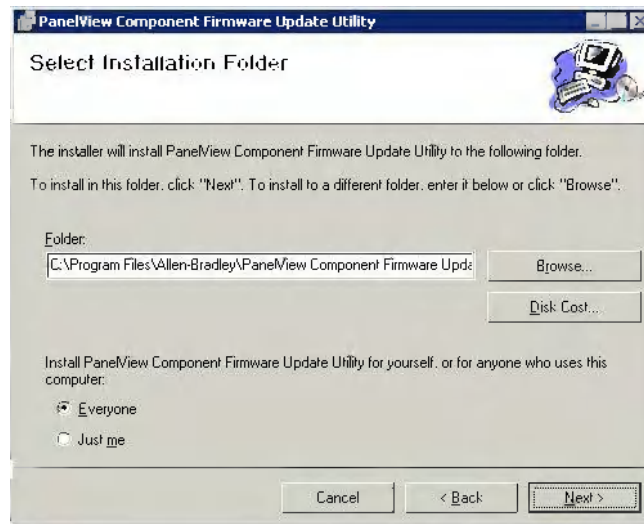 PanelView Component Firmware Update Utility
Select Installation Folder
The installer will install PanelView Component Firmware Update Utility to the following folder.
To install in this folder, click "Next". To install to a different folder, enter it below or click "Browse".
Folder:
C:\Program Files\Allen-Bradley\PanelView Component Firmware Upda
Browse...
Disk Cost...
Install PanelView Component Firmware Update Utility for yourself, or for anyone who uses this
computer:
Everyone
Just me
Cancel
< Back
Next >